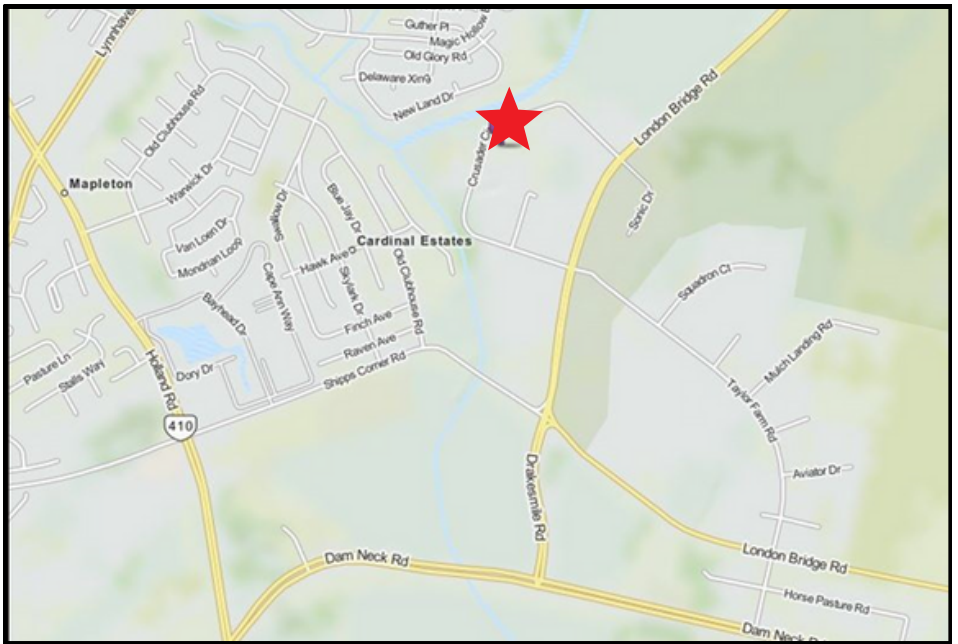 Guther Pl
Magic Hollow
Lynnhaven
Old Glory Rd
Delaware Xing
London Bridge Rd
New Land Dr
Old Clubhouse Rd
Crusader
Mapleton
Warwick Dr
Blue Jay Dr
Swallow Dr
Sonic Dr
Van Loen Dr
Cardinal Estates
Mondrian Loop
Hawk Ave
Old Clubhouse Rd
Squadron Ct
Cape Ann Way
Skylark Dr
Bayhead Dr
Finch Ave
Mulch Landing Rd
Raven Ave
Pasture Ln
Stalls Way
Holland Rd
Dory Dr
Shipps Corner Rd
Taylor Farm Rd
410
Drakesmile Rd
Aviator Dr
Dam Neck Rd
London Bridge Rd
Horse Pasture Rd
Dam Neck